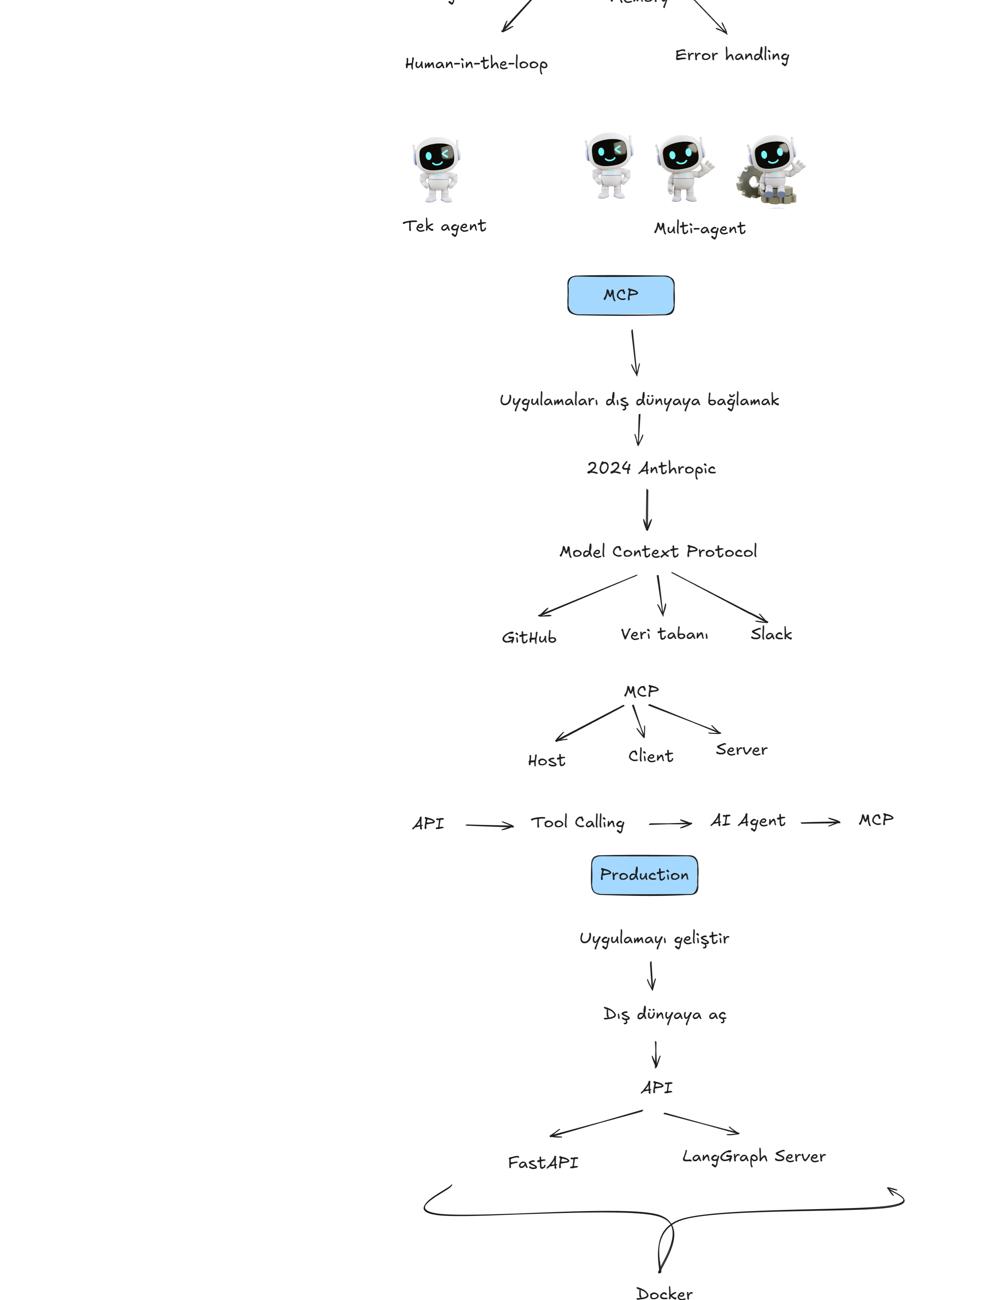 Memory
Human-in-the-loop
Error handling
Tek agent
Multi-agent
MCP
Uygulamaları dış dünyaya bağlamak
2024 Anthropic
Model Context Protocol
GitHub
Veri tabanı
Slack
MCP
Host
Client
Server
API
Tool Calling
AI Agent
MCP
Production
Uygulamayı geliştir
Dış dünyaya aç
API
FastAPI
LangGraph Server
Docker